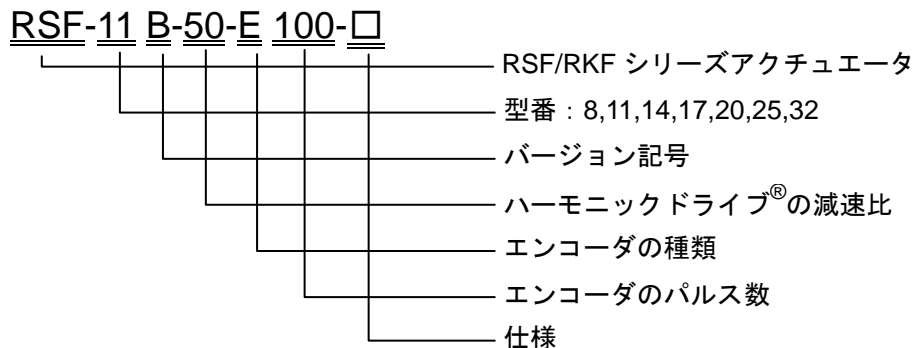 RSF-11 B-50-E 100-□
RSF/RKF シリーズアクチュエータ
型番：8,11,14,17,20,25,32
バージョン記号
ハーモニックドライブ®の減速比
エンコーダの種類
エンコーダのパルス数
仕様